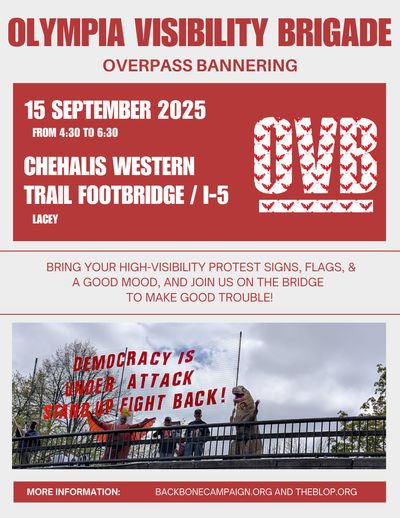 OLYMPIA VISIBILITY BRIGADE
OVERPASS BANNERING
15 SEPTEMBER 2025
FROM 4:30 TO 6:30
CHEHALIS WESTERN
TRAIL FOOTBRIDGE / I-5
LACEY
OVB
BRING YOUR HIGH-VISIBILITY PROTEST SIGNS, FLAGS, &
A GOOD MOOD, AND JOIN US ON THE BRIDGE
TO MAKE GOOD TROUBLE!
DEMOCRACY IS
UNDER ATTACK
STAND UP FIGHT BACK!
MORE INFORMATION: BACKBONECAMPAIGN.ORG AND THEBLOP.ORG